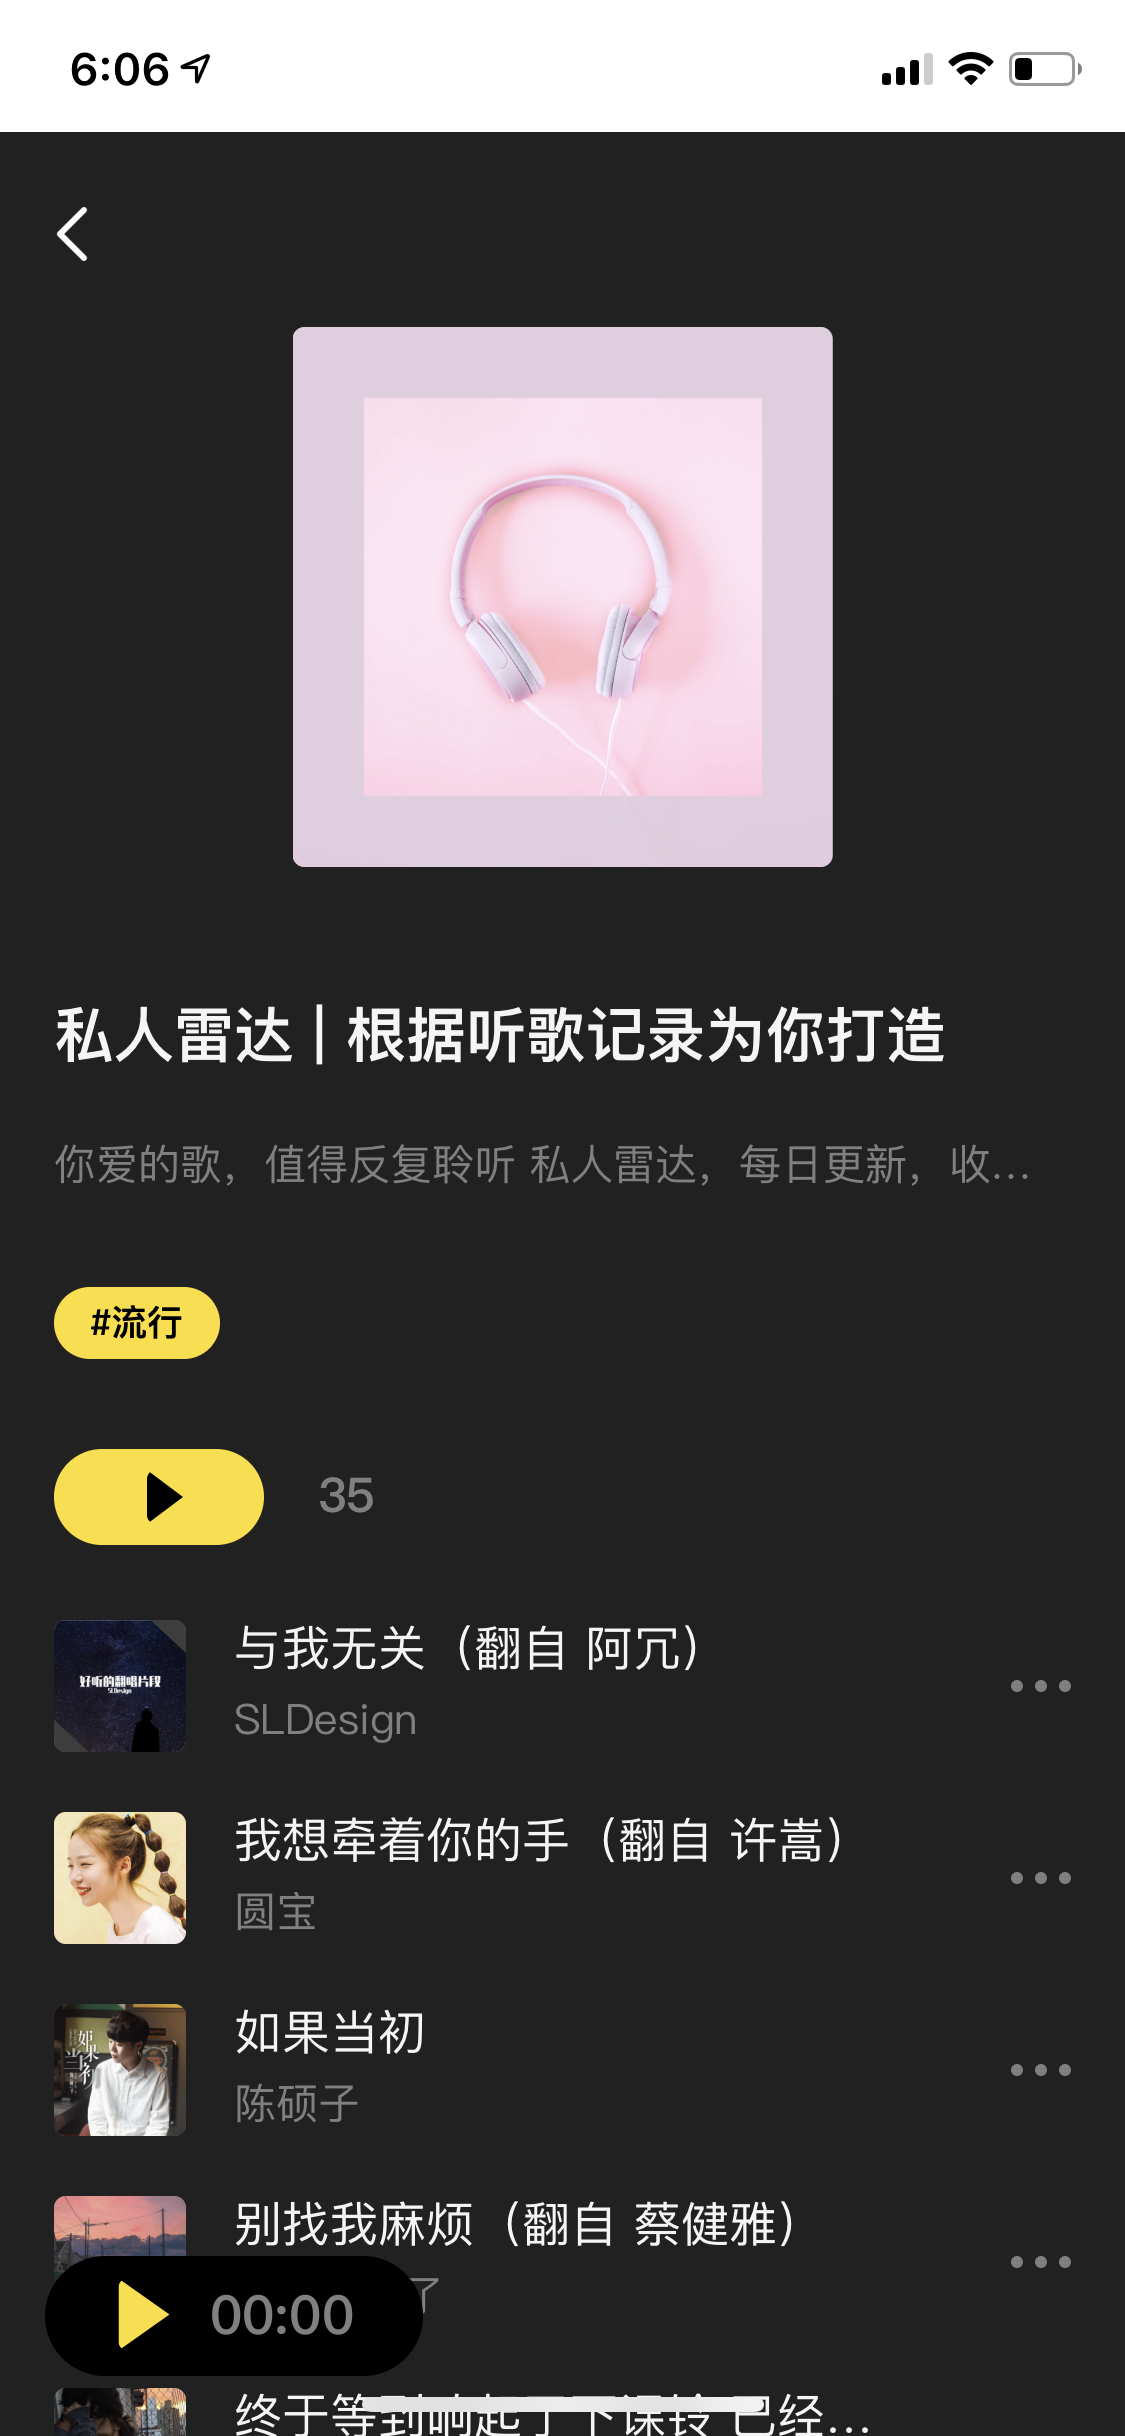 6:06
私人雷达 | 根据听歌记录为你打造
你爱的歌，值得反复聆听 私人雷达，每日更新，收...
#流行
35
好听的翻唱片段
SLDesign
与我无关（翻自 阿冗）
SLDesign
我想牵着你的手（翻自 许嵩）
圆宝
如果当初
如果当初
陈硕子
别找我麻烦（翻自 蔡健雅）
了
00:00
终于等到响起了下课铃 已经...